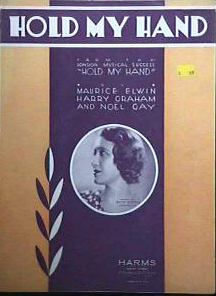 HOLD MY HAND
FROM THE
LONDON MUSICAL SUCCESS
"HOLD MY HAND"
MAURICE ELWIN
HARRY GRAHAM
AND NOEL GAY
HARMS